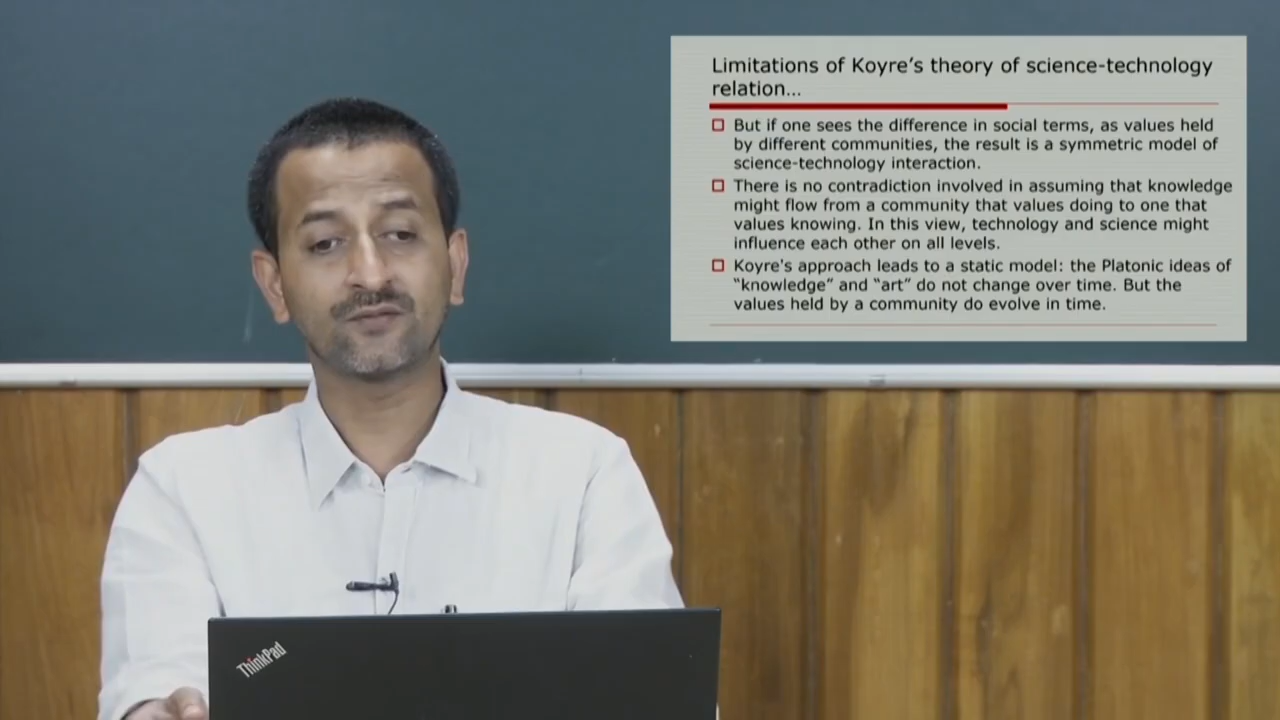 Limitations of Koyre's theory of science-technology
relation...
But if one sees the difference in social terms, as values held
by different communities, the result is a symmetric model of
science-technology interaction.
There is no contradiction involved in assuming that knowledge
might flow from a community that values doing to one that
values knowing. In this view, technology and science might
influence each other on all levels.
Koyre's approach leads to a static model: the Platonic ideas of
“knowledge” and “art” do not change over time. But the
values held by a community do evolve in time.
ThinkPad